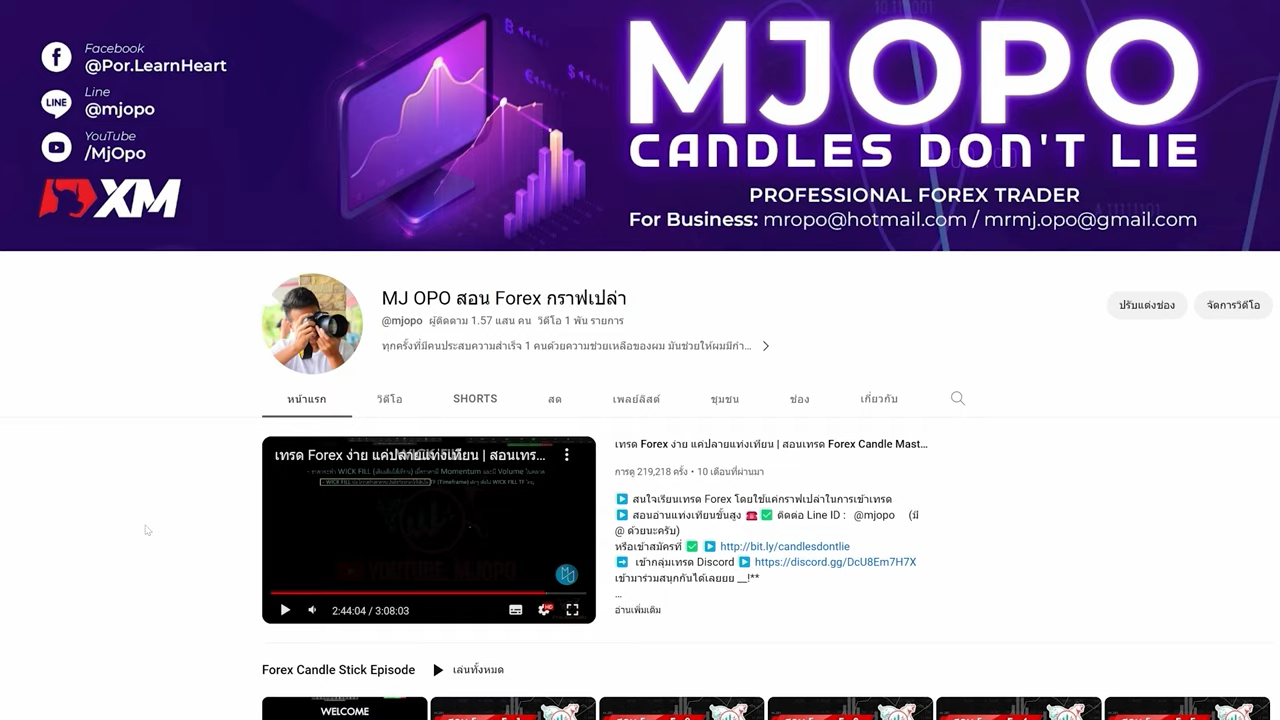 Facebook
@Por.LearnHeart
LINE
Line
@mjopo
YouTube
/MjOpo
XM
MJOPO
CANDLES DON'T LIE
PROFESSIONAL FOREX TRADER
For Business: mropo@hotmail.com / mrmj.opo@gmail.com
MJ OPO สอน Forex กราฟเปล่า
@mjopo ผู้ติดตาม 1.57 แสน คน วิดีโอ 1 พัน รายการ
ทุกครั้งที่มีคนประสบความสำเร็จ 1 คนด้วยความช่วยเหลือของผม มันช่วยให้ผมมีกำ...
ปรับแต่งช่อง
จัดการวิดีโอ
หน้าแรก วิดีโอ SHORTS สด เพลย์ลิสต์ ชุมชน ช่อง เกี่ยวกับ
เทรด Forex ง่าย แค่ปลายแท่งเทียน | สอนเทร...
2:44:04 / 3:08:03
HD
เทรด Forex ง่าย แค่ปลายแท่งเทียน | สอนเทรด Forex Candle Mast...
การดู 219,218 ครั้ง • 10 เดือนที่ผ่านมา
สนใจเรียนเทรด Forex โดยใช้แค่กราฟเปล่าในการเข้าเทรด
สอนอ่านแท่งเทียนขั้นสูง ติดต่อ Line ID : @mjopo (มี
@ ด้วยนะครับ)
หรือเข้าสมัครที่ http://bit.ly/candlesdontlie
เข้ากลุ่มเทรด Discord https://discord.gg/DcU8Em7H7X
เข้ามาร่วมสนุกกันได้เลยยย __!**
...
อ่านเพิ่มเติม
Forex Candle Stick Episode
เล่นทั้งหมด
WELCOME